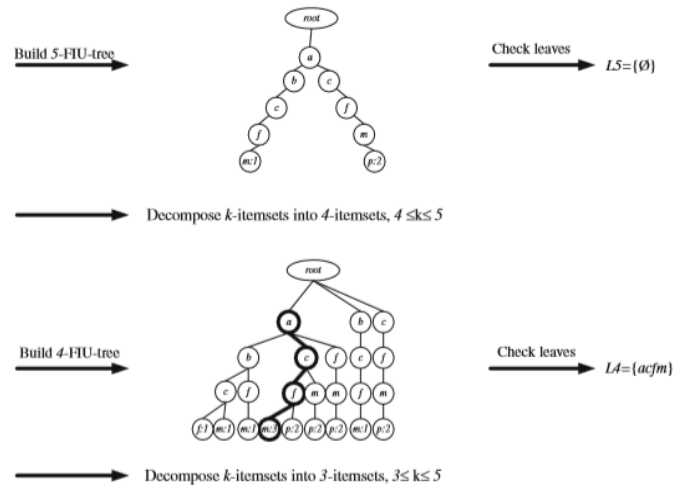 root
Build 5-FIU-tree
Check leaves
a
L5={Ø}
b c
c f
f m
m:1 p:2
Decompose k-itemsets into 4-itemsets, 4 ≤k≤ 5
root
a b c
Build 4-FIU-tree
b c f c f
Check leaves
L4={acfm}
c f f m m f m
f:1 m:1 m:1 m:3 p:2 p:2 p:2 m:1 p:2
Decompose k-itemsets into 3-itemsets, 3≤ k≤ 5